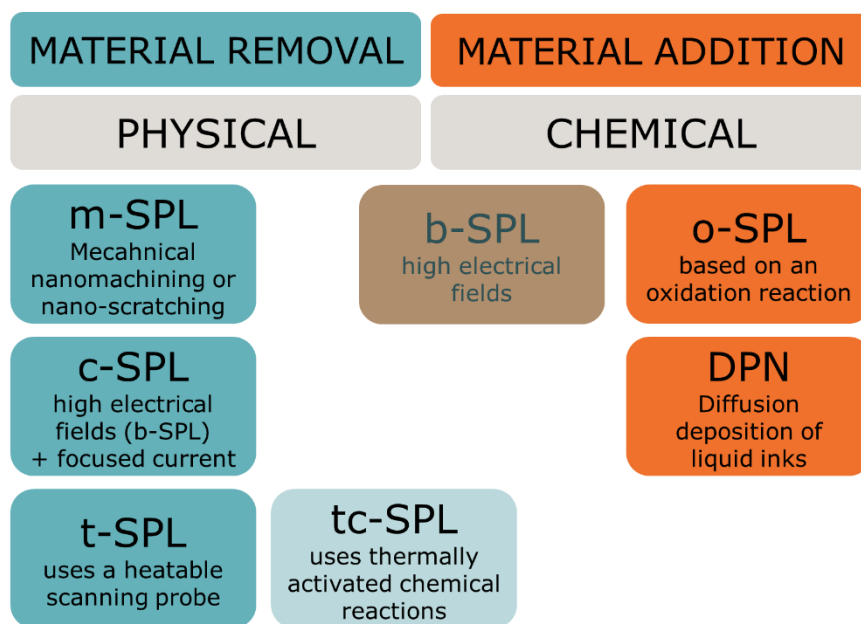 MATERIAL REMOVAL
MATERIAL ADDITION
PHYSICAL
CHEMICAL
m-SPL
Mecahnical
nanomachining or
nano-scratching
b-SPL
high electrical
fields
o-SPL
based on an
oxidation reaction
c-SPL
high electrical
fields (b-SPL)
+ focused current
DPN
Diffusion
deposition of
liquid inks
t-SPL
uses a heatable
scanning probe
tc-SPL
uses thermally
activated chemical
reactions